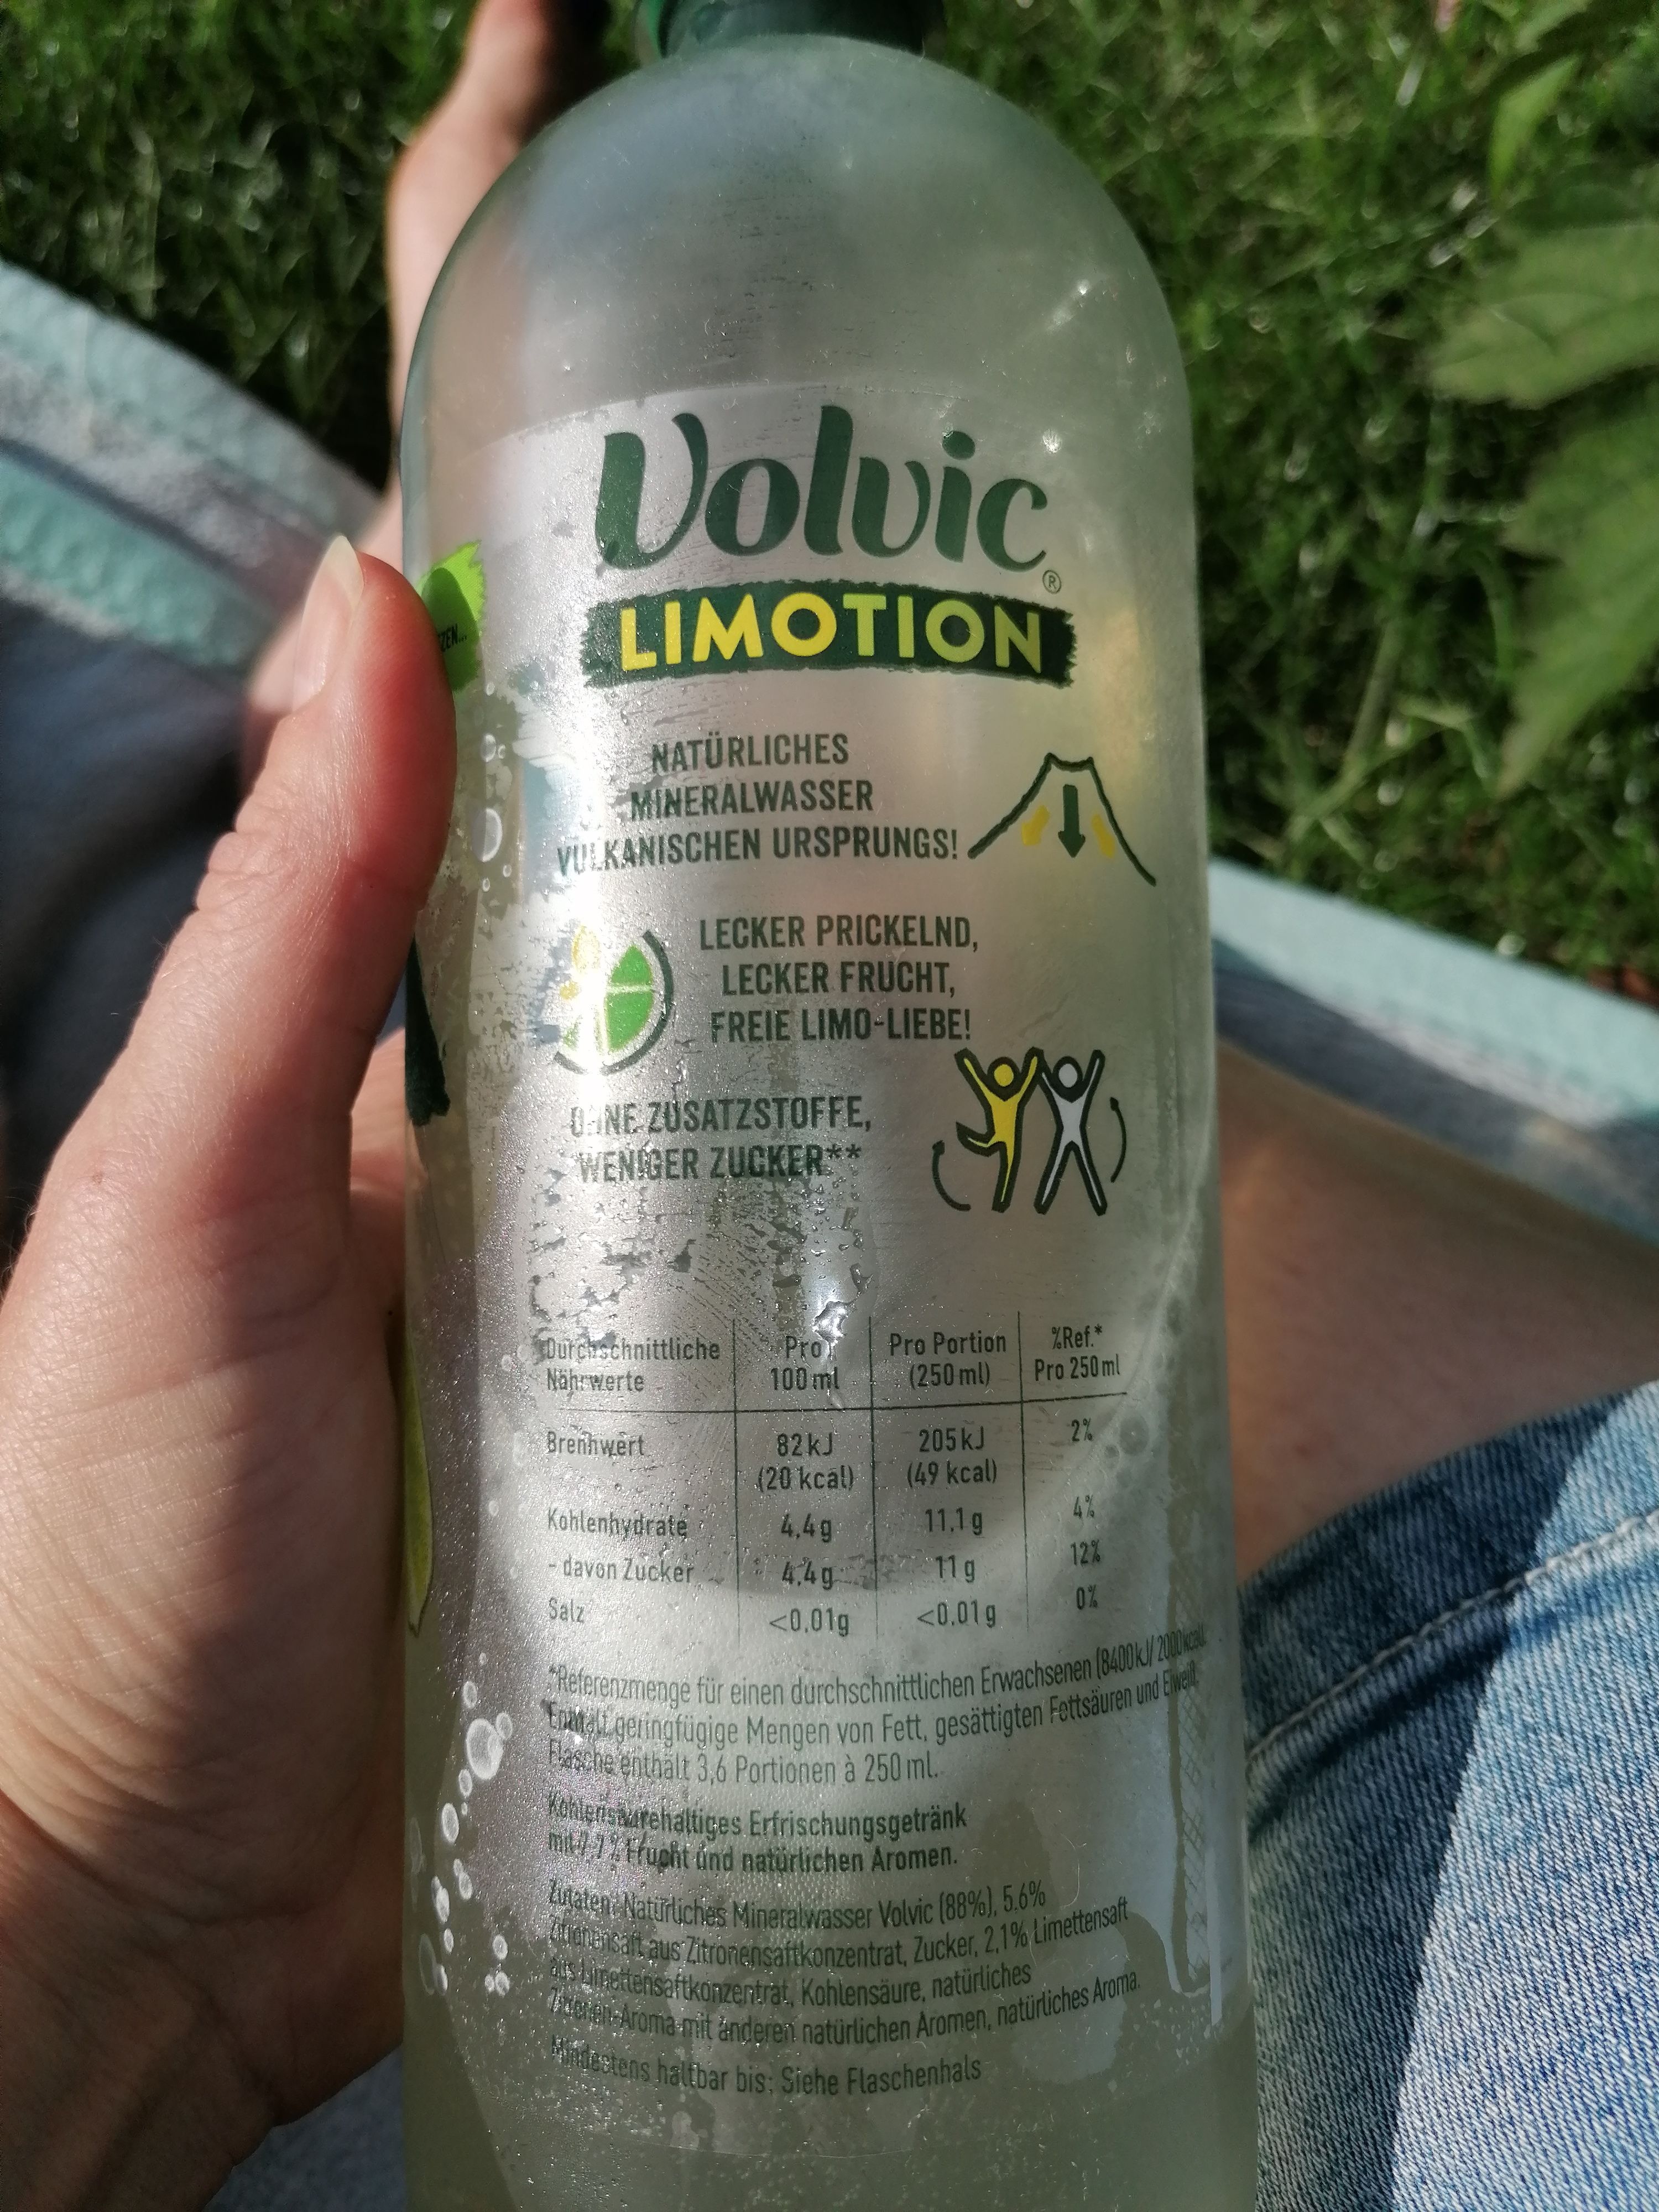 Volvic®
LIMOTION
ZEN...
NATÜRLICHES
MINERALWASSER
VULKANISCHEN URSPRUNGS!
LECKER PRICKELND,
LECKER FRUCHT,
FREIE LIMO-LIEBE!
OHNE ZUSATZSTOFFE,
WENIGER ZUCKER**
Durchschnittliche Nährwerte | Pro 100 ml | Pro Portion (250 ml) | %Ref.* Pro 250 ml
Brennwert 82 kJ 205 kJ 2%
(20 kcal) (49 kcal)
Kohlenhydrate 4,4 g 11,1 g 4%
- davon Zucker 4,4 g 11 g 12%
Salz <0,01g <0,01 g 0%
*Referenzmenge für einen durchschnittlichen Erwachsenen (8400 kJ/ 2000 kcal).
Enthält geringfügige Mengen von Fett, gesättigten Fettsäuren und Eiweiß.
Flasche enthält 3,6 Portionen à 250 ml.
Kohlensäurehaltiges Erfrischungsgetränk
mit 7,7% Frucht und natürlichen Aromen.
Zutaten: Natürliches Mineralwasser Volvic (88%), 5.6%
Zitronensaft aus Zitronensaftkonzentrat, Zucker, 2,1% Limettensaft
aus Limettensaftkonzentrat, Kohlensäure, natürliches
Zitronen-Aroma mit anderen natürlichen Aromen, natürliches Aroma.
Mindestens haltbar bis: Siehe Flaschenhals